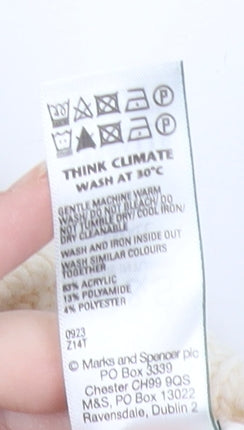 THINK CLIMATE
WASH AT 30°C
GENTLE MACHINE WARM
WASH/DO NOT BLEACH/DO
NOT TUMBLE DRY/COOL IRON/
DRY CLEANABLE
WASH AND IRON INSIDE OUT
WASH SIMILAR COLOURS
TOGETHER
83% ACRYLIC
13% POLYAMIDE
4% POLYESTER
0923
Z14T
© Marks and Spencer plc
PO Box 3339
Chester CH99 9QS
M&S, PO Box 13022
Ravensdale, Dublin 2